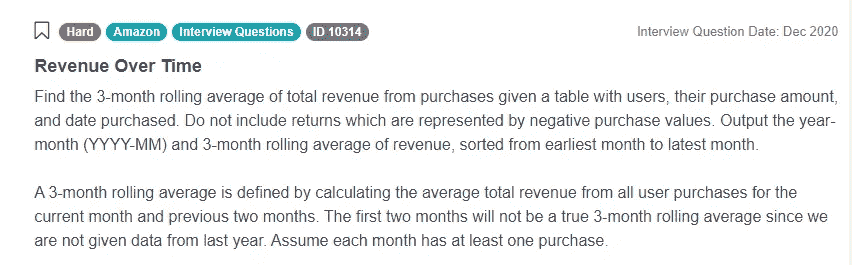 Hard Amazon Interview Questions ID 10314 Interview Question Date: Dec 2020
Revenue Over Time
Find the 3-month rolling average of total revenue from purchases given a table with users, their purchase amount,
and date purchased. Do not include returns which are represented by negative purchase values. Output the year-
month (YYYY-MM) and 3-month rolling average of revenue, sorted from earliest month to latest month.
A 3-month rolling average is defined by calculating the average total revenue from all user purchases for the
current month and previous two months. The first two months will not be a true 3-month rolling average since we
are not given data from last year. Assume each month has at least one purchase.